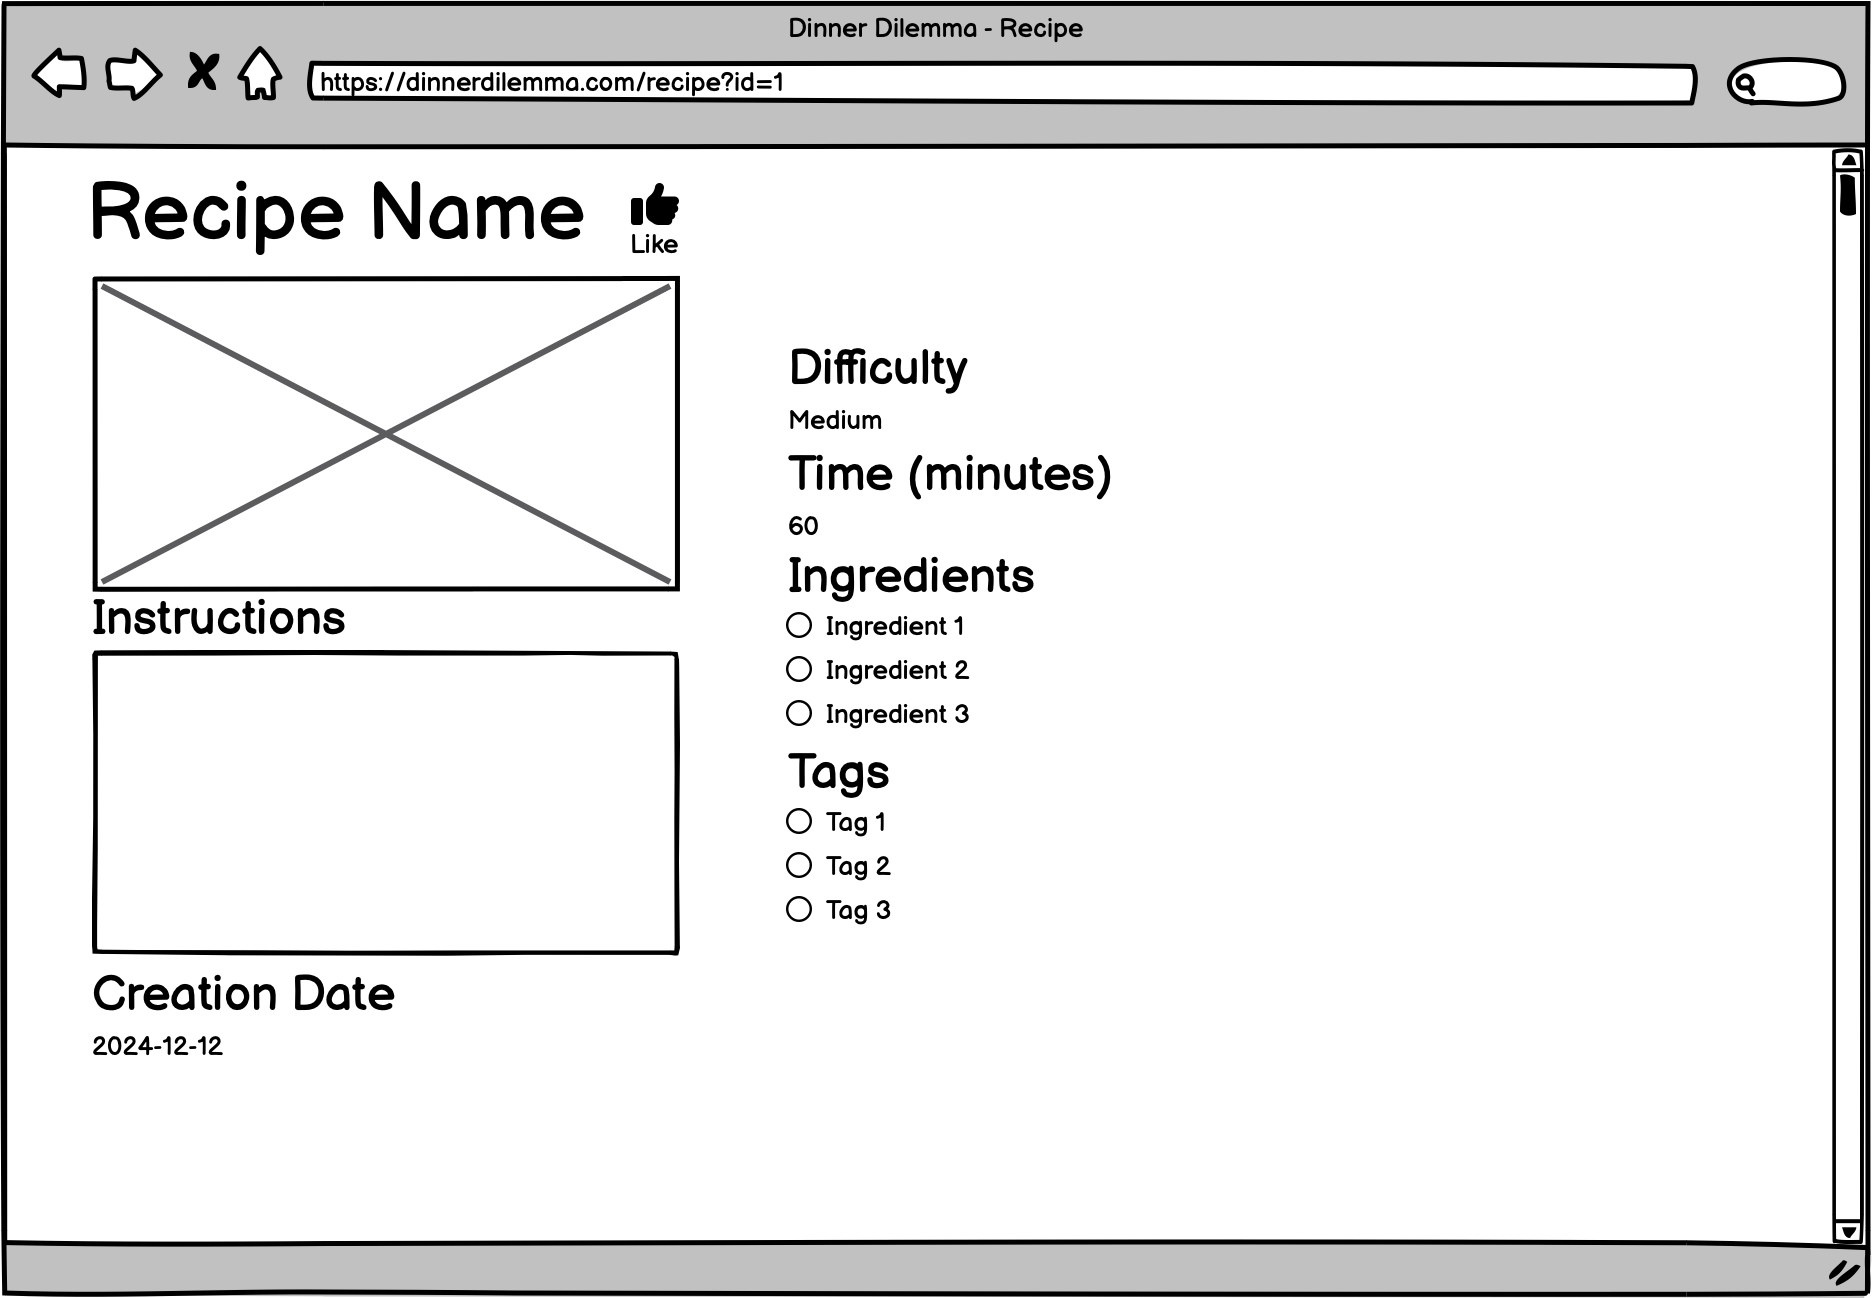 Dinner Dilemma - Recipe
https://dinnerdilemma.com/recipe?id=1
Recipe Name
Like
Instructions
Creation Date
2024-12-12
Difficulty
Medium
Time (minutes)
60
Ingredients
Ingredient 1
Ingredient 2
Ingredient 3
Tags
Tag 1
Tag 2
Tag 3